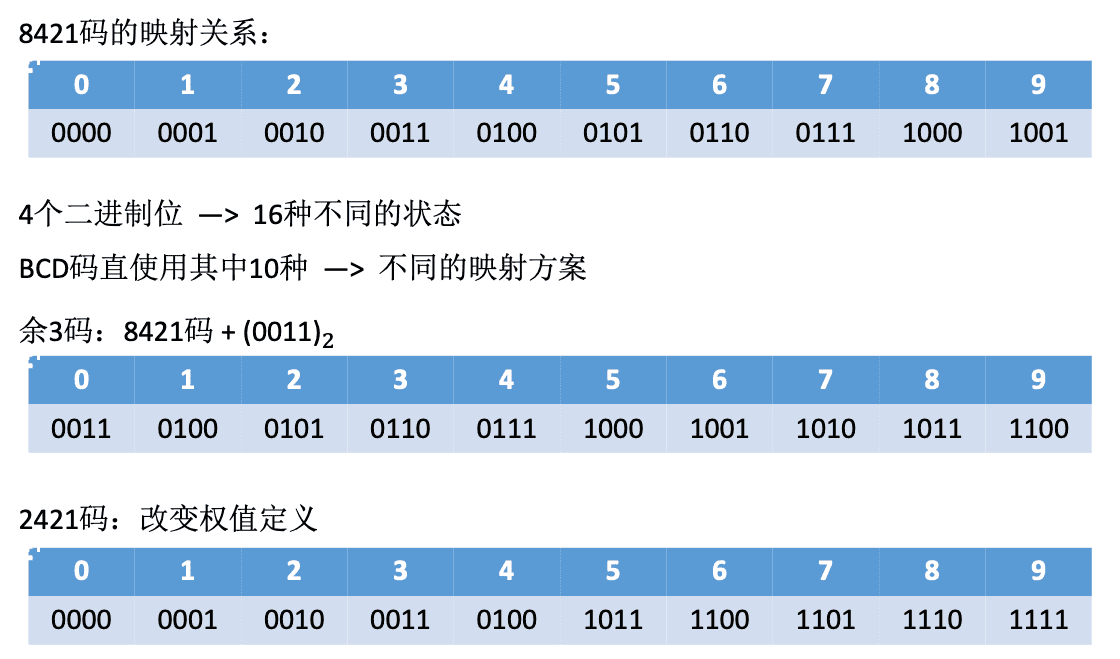 8421码的映射关系：
0 1 2 3 4 5 6 7 8 9
0000 0001 0010 0011 0100 0101 0110 0111 1000 1001
4个二进制位 —> 16种不同的状态
BCD码直使用其中10种 —> 不同的映射方案
余3码：8421码 + (0011)₂
0 1 2 3 4 5 6 7 8 9
0011 0100 0101 0110 0111 1000 1001 1010 1011 1100
2421码：改变权值定义
0 1 2 3 4 5 6 7 8 9
0000 0001 0010 0011 0100 1011 1100 1101 1110 1111